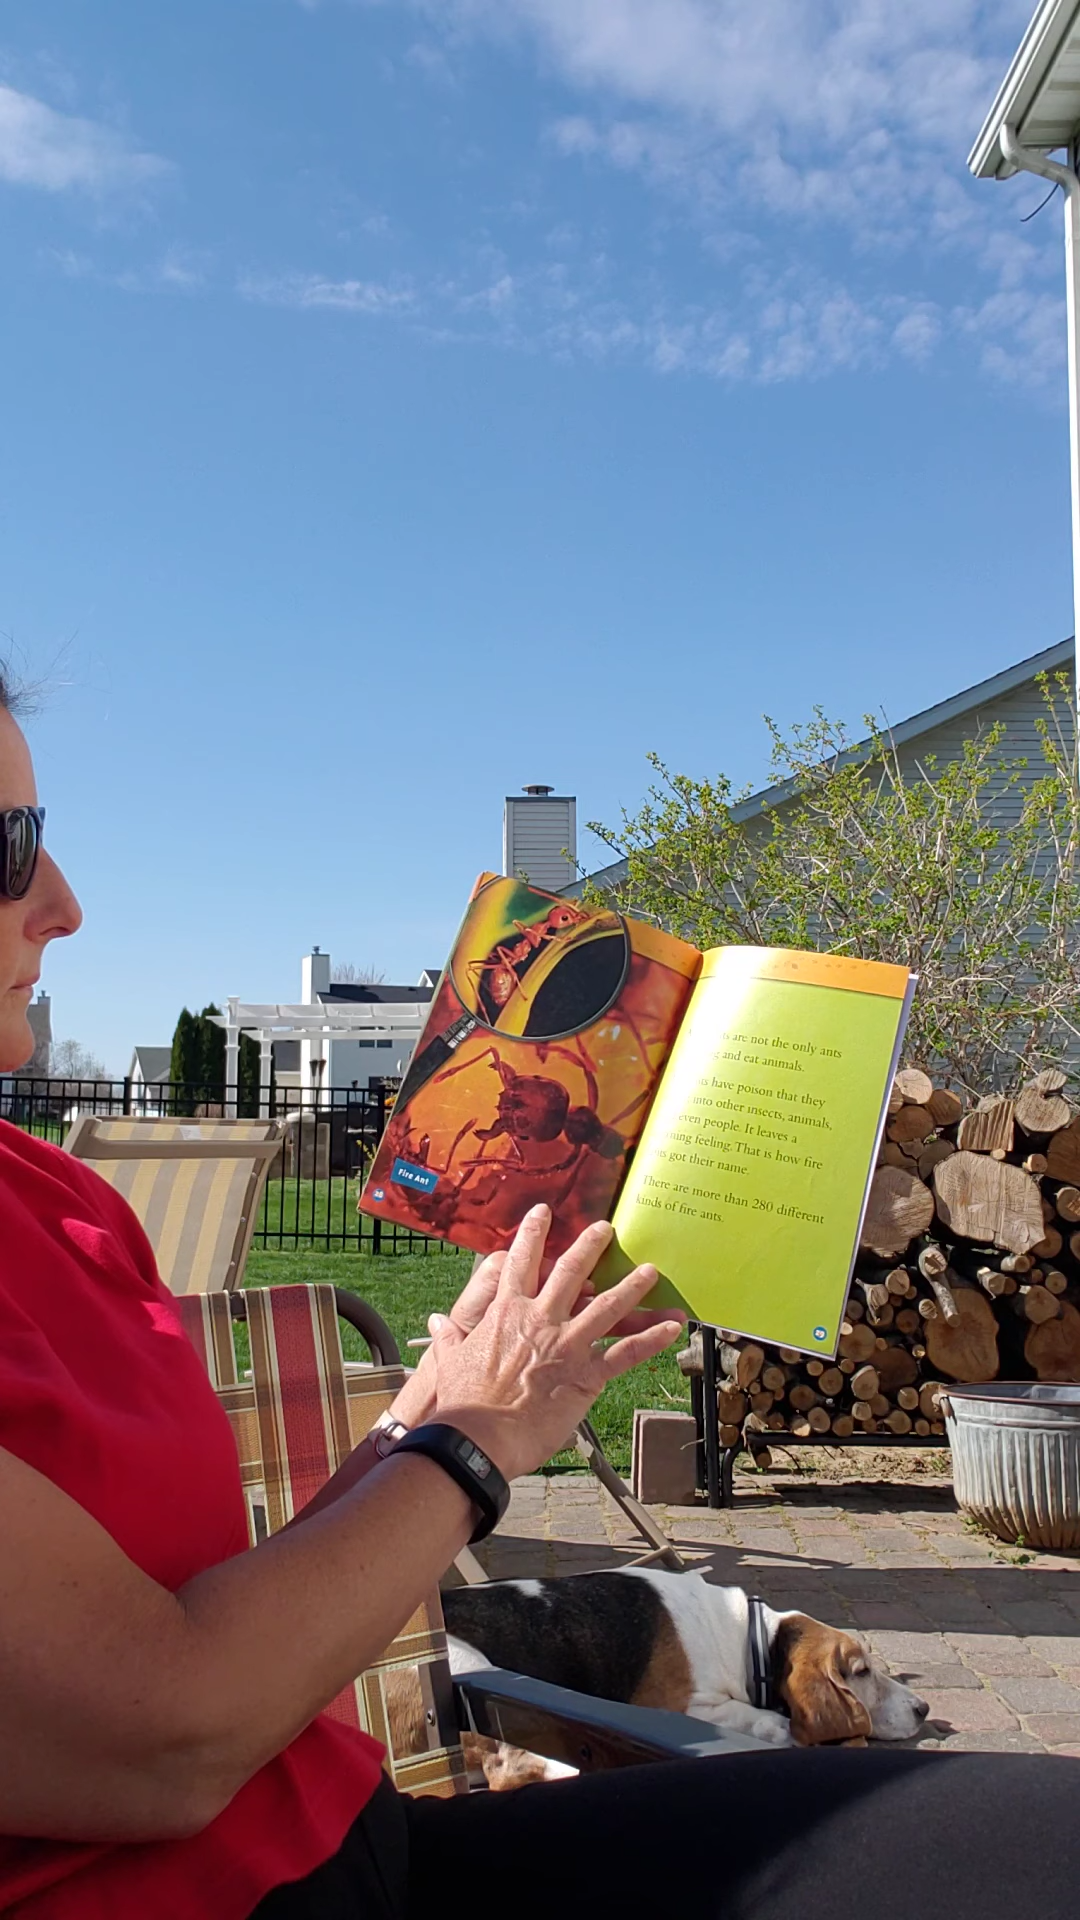 Fire Ant
28
are not the only ants
and eat animals.
have poison that they
into other insects, animals,
even people. It leaves a
feeling. That is how fire
got their name.
There are more than 280 different
kinds of fire ants.
29